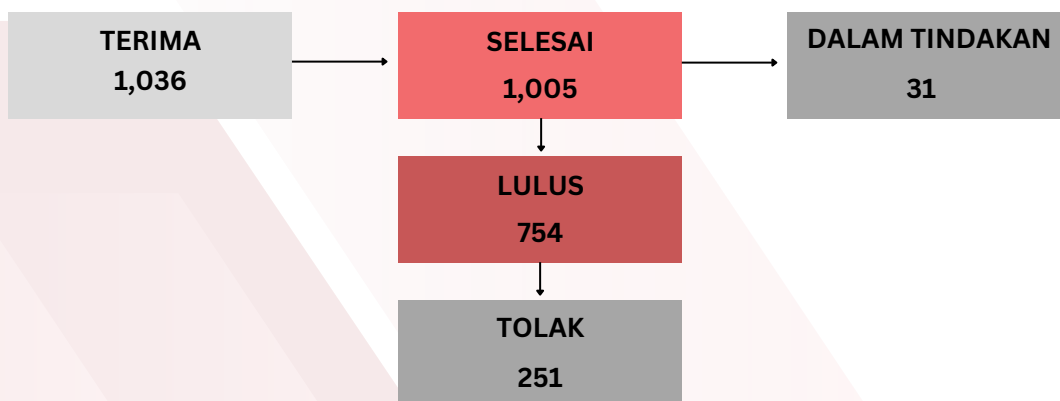 TERIMA
1,036
SELESAI
1,005
DALAM TINDAKAN
31
LULUS
754
TOLAK
251